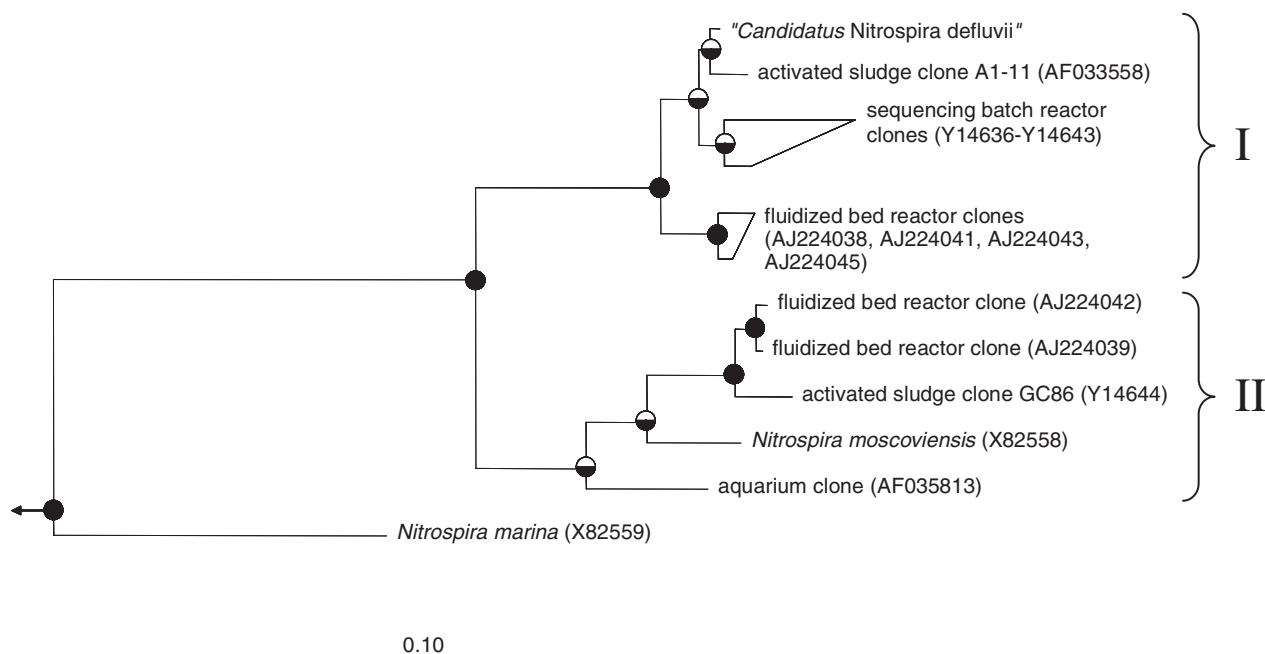 "Candidatus Nitrospira defluvii"
activated sludge clone A1-11 (AF033558)
sequencing batch reactor
clones (Y14636-Y14643)
I
fluidized bed reactor clones
(AJ224038, AJ224041, AJ224043,
AJ224045)
fluidized bed reactor clone (AJ224042)
fluidized bed reactor clone (AJ224039)
activated sludge clone GC86 (Y14644)
II
Nitrospira moscoviensis (X82558)
aquarium clone (AF035813)
Nitrospira marina (X82559)
0.10